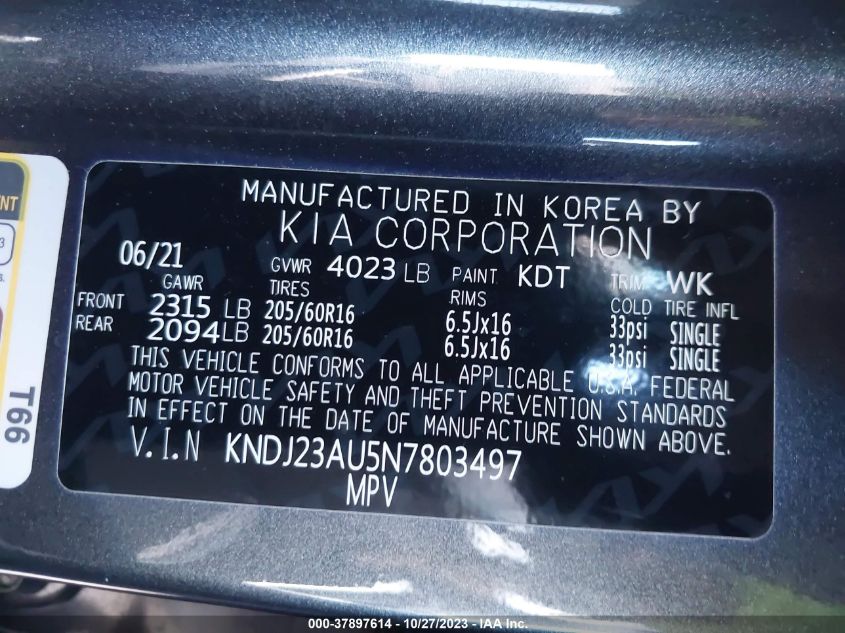 MANUFACTURED IN KOREA BY
KIA CORPORATION
06/21 GVWR 4023 LB PAINT KDT TRIM WK
GAWR TIRES RIMS COLD TIRE INFL
FRONT 2315 LB 205/60R16 6.5Jx16 33psi SINGLE
REAR 2094 LB 205/60R16 6.5Jx16 33psi SINGLE
THIS VEHICLE CONFORMS TO ALL APPLICABLE U.S.A. FEDERAL
MOTOR VEHICLE SAFETY AND THEFT PREVENTION STANDARDS
IN EFFECT ON THE DATE OF MANUFACTURE SHOWN ABOVE.
V.I.N KNDJ23AU5N7803497
MPV
T66
000-37897614 - 10/27/2023 - IAA Inc.